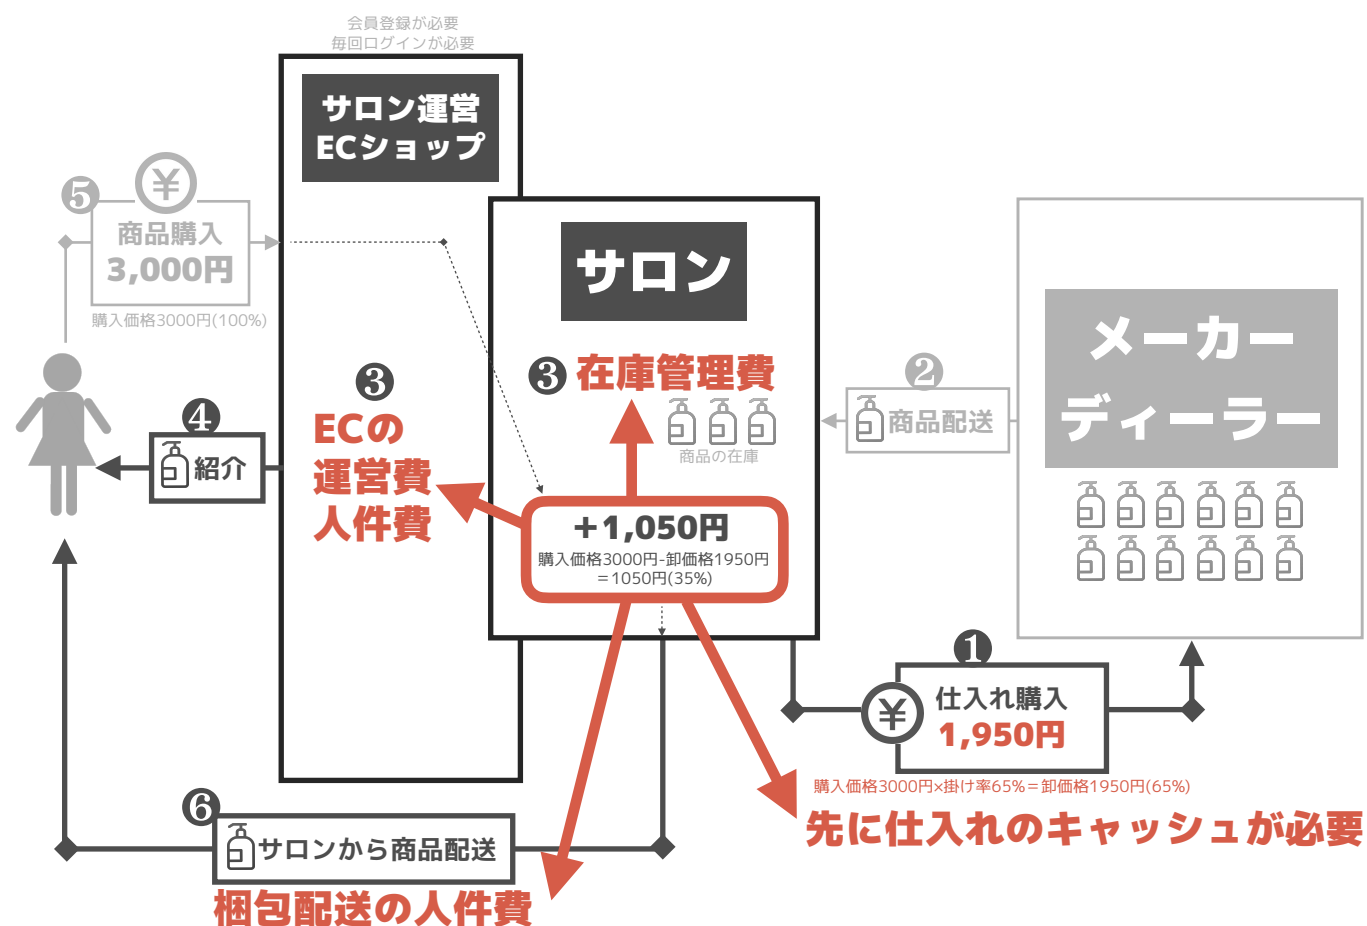 会員登録が必要
毎回ログインが必要
サロン運営
ECショップ
5
¥
商品購入
3,000円
購入価格3000円(100%)
サロン
3
在庫管理費
商品の在庫
3
ECの
運営費
人件費
4
紹介
+1,050円
購入価格3000円-卸価格1950円
=1050円(35%)
2
商品配送
メーカー
ディーラー
1
¥
仕入れ購入
1,950円
購入価格3000円×掛け率65%=卸価格1950円(65%)
先に仕入れのキャッシュが必要
6
サロンから商品配送
梱包配送の人件費